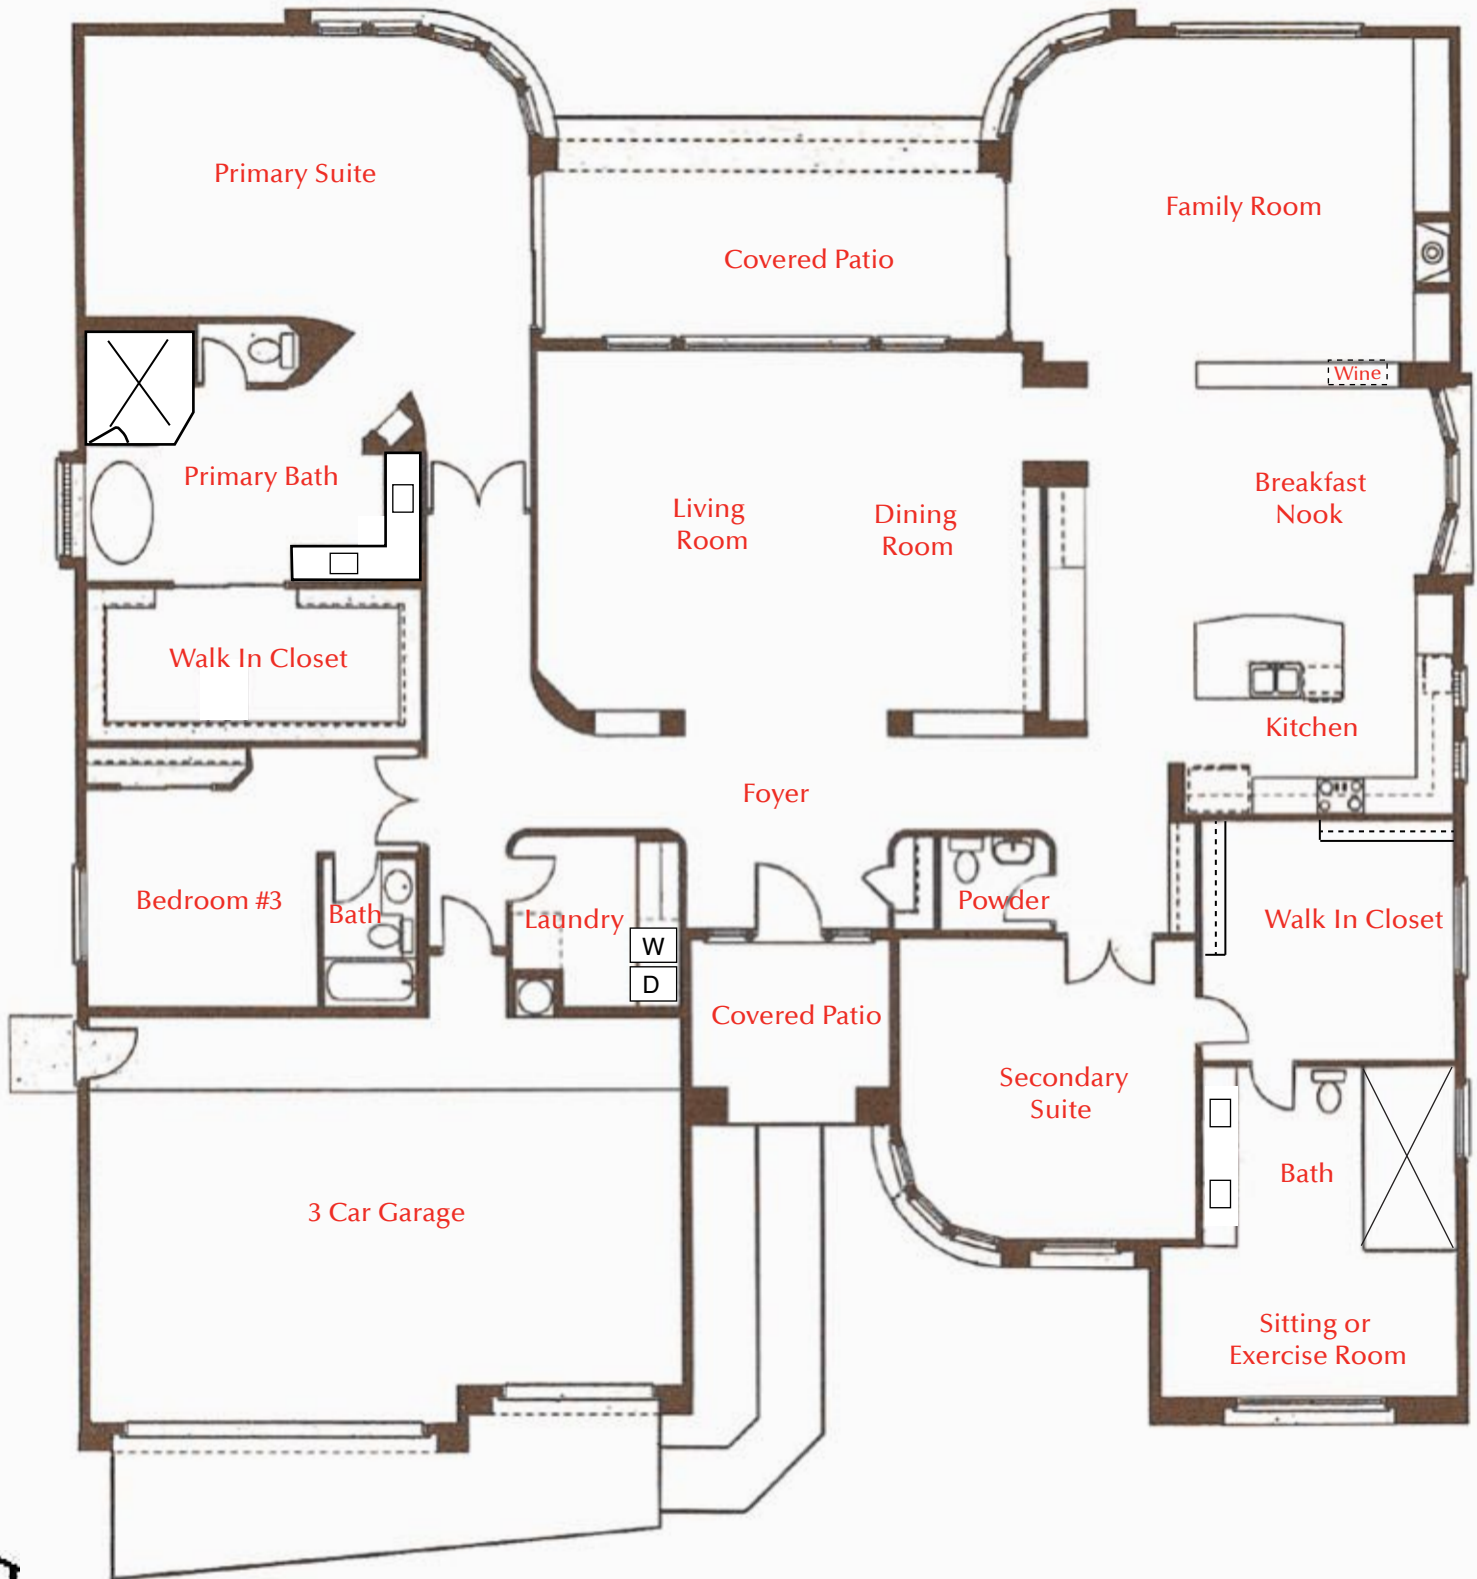 Primary Suite
Family Room
Covered Patio
Wine
Primary Bath
Living
Room
Dining
Room
Breakfast
Nook
Walk In Closet
Kitchen
Foyer
Bedroom #3
Bath
Laundry
W
D
Powder
Walk In Closet
Covered Patio
Secondary
Suite
Bath
3 Car Garage
Sitting or
Exercise Room